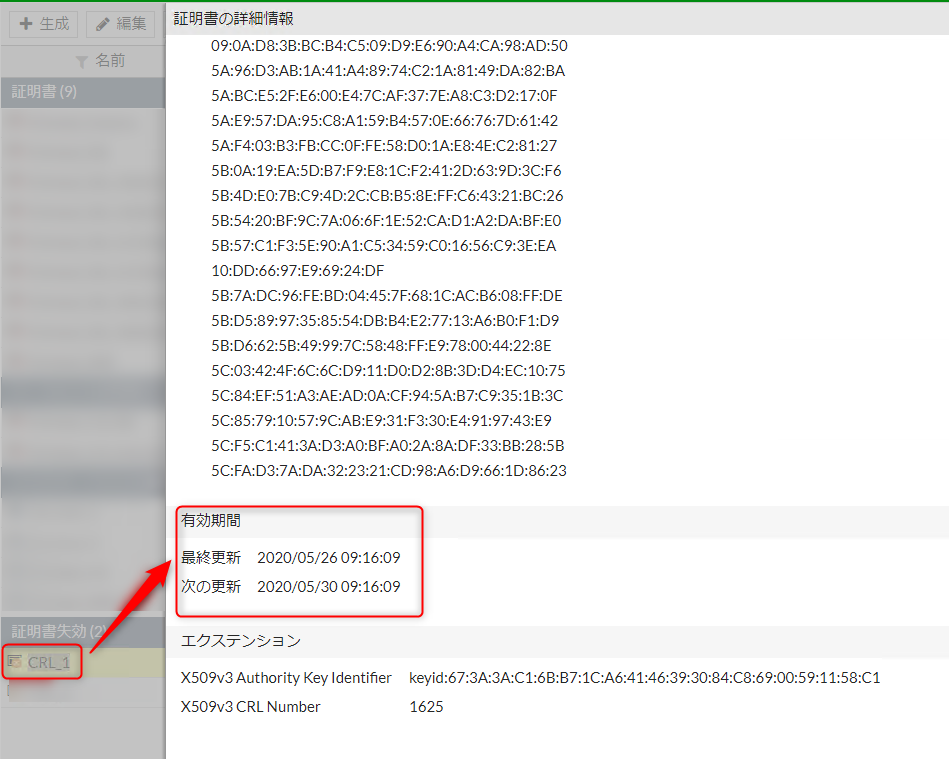 生成
編集
名前
証明書 (9)
証明書失効 (2)
CRL_1
証明書の詳細情報
09:0A:D8:3B:BC:B4:C5:09:D9:E6:90:A4:CA:98:AD:50
5A:96:D3:AB:1A:41:A4:89:74:C2:1A:81:49:DA:82:BA
5A:BC:E5:2F:E6:00:E4:7C:AF:37:7E:A8:C3:D2:17:0F
5A:E9:57:DA:95:C8:A1:59:B4:57:0E:66:76:7D:61:42
5A:F4:03:B3:FB:CC:0F:FE:58:D0:1A:E8:4E:C2:81:27
5B:0A:19:EA:5D:B7:F9:E8:1C:F2:41:2D:63:9D:3C:F6
5B:4D:E0:7B:C9:4D:2C:CB:B5:8E:FF:C6:43:21:BC:26
5B:54:20:BF:9C:7A:06:6F:1E:52:CA:D1:A2:DA:BF:E0
5B:57:C1:F3:5E:90:A1:C5:34:59:C0:16:56:C9:3E:EA
10:DD:66:97:E9:69:24:DF
5B:7A:DC:96:FE:BD:04:45:7F:68:1C:AC:B6:08:FF:DE
5B:D5:89:97:35:85:54:DB:B4:E2:77:13:A6:B0:F1:D9
5B:D6:62:5B:49:99:7C:58:48:FF:E9:78:00:44:22:8E
5C:03:42:4F:6C:6C:D9:11:D0:D2:8B:3D:D4:EC:10:75
5C:84:EF:51:A3:AE:AD:0A:CF:94:5A:B7:C9:35:1B:3C
5C:85:79:10:57:9C:AB:E9:31:F3:30:E4:91:97:43:E9
5C:F5:C1:41:3A:D3:A0:BF:A0:2A:8A:DF:33:BB:28:5B
5C:FA:D3:7A:DA:32:23:21:CD:98:A6:D9:66:1D:86:23
有効期間
最終更新 2020/05/26 09:16:09
次の更新 2020/05/30 09:16:09
エクステンション
X509v3 Authority Key Identifier keyid:67:3A:3A:C1:6B:B7:1C:A6:41:46:39:30:84:C8:69:00:59:11:58:C1
X509v3 CRL Number 1625